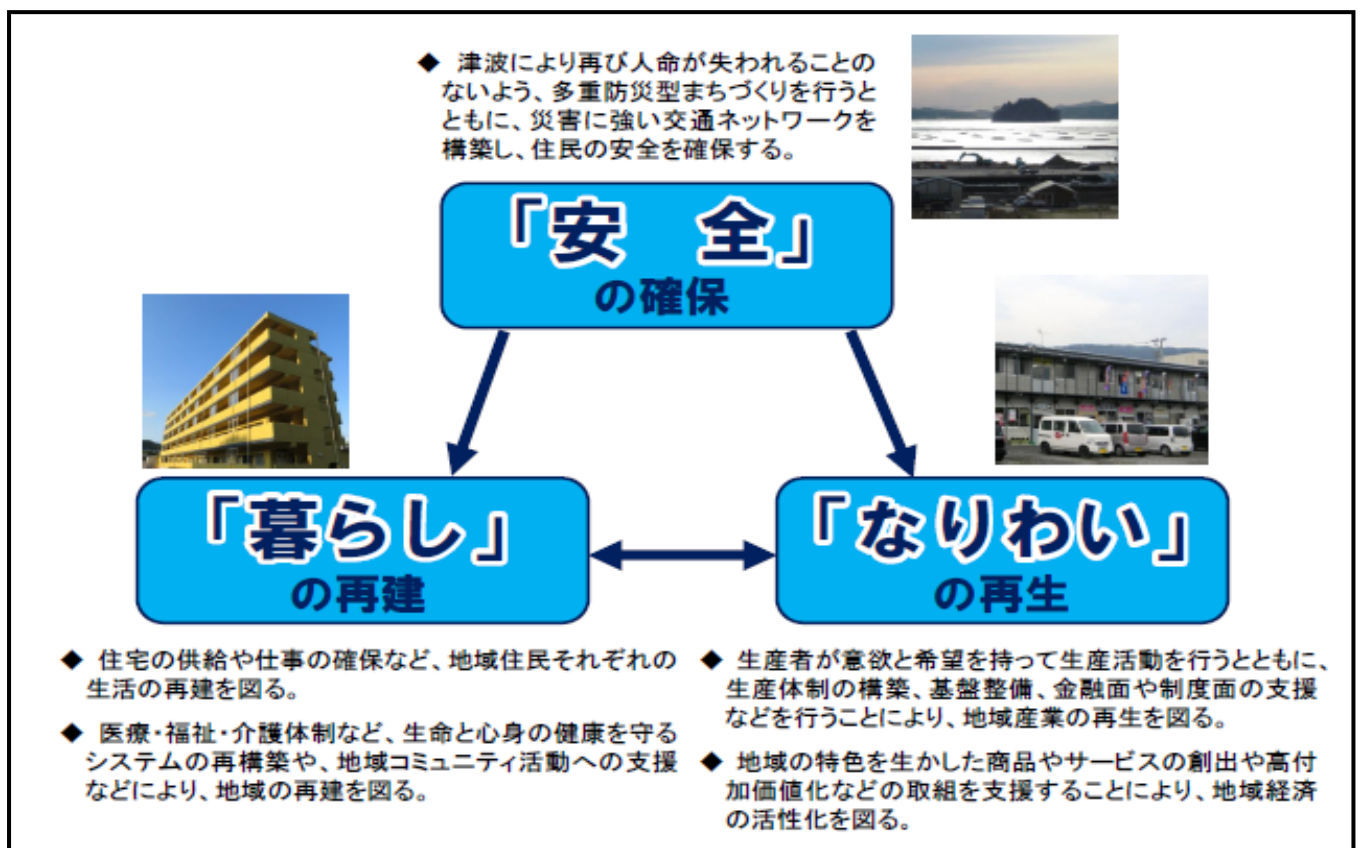 ◆ 津波により再び人命が失われることの
ないよう、多重防災型まちづくりを行うと
ともに、災害に強い交通ネットワークを
構築し、住民の安全を確保する。
「安　全」
の確保
「暮らし」
の再建
「なりわい」
の再生
◆ 住宅の供給や仕事の確保など、地域住民それぞれの
生活の再建を図る。
◆ 医療・福祉・介護体制など、生命と心身の健康を守る
システムの再構築や、地域コミュニティ活動への支援
などにより、地域の再建を図る。
◆ 生産者が意欲と希望を持って生産活動を行うとともに、
生産体制の構築、基盤整備、金融面や制度面の支援
などを行うことにより、地域産業の再生を図る。
◆ 地域の特色を生かした商品やサービスの創出や高付
加価値化などの取組を支援することにより、地域経済
の活性化を図る。